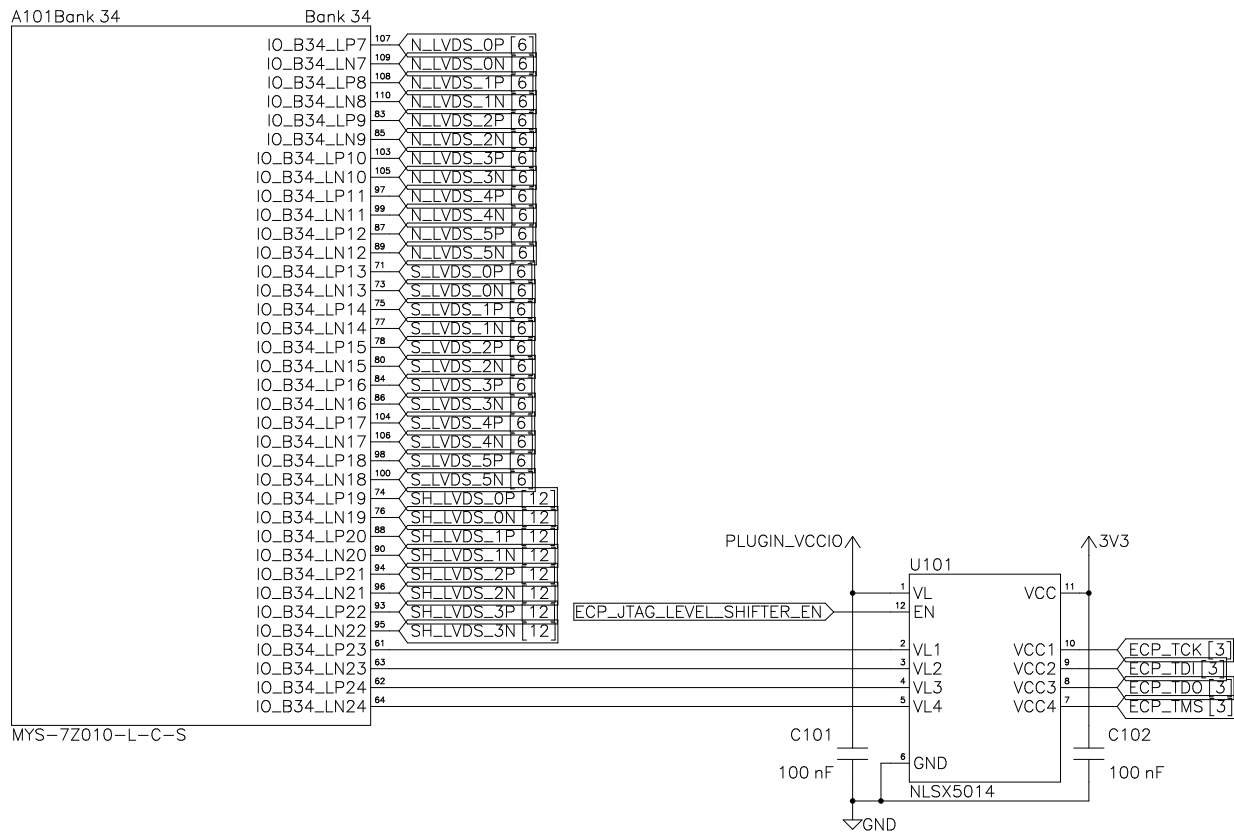 A101Bank 34 Bank 34
IO_B34_LP7 107 N_LVDS_0P [6]
IO_B34_LN7 109 N_LVDS_0N [6]
IO_B34_LP8 108 N_LVDS_1P [6]
IO_B34_LN8 110 N_LVDS_1N [6]
IO_B34_LP9 83 N_LVDS_2P [6]
IO_B34_LN9 85 N_LVDS_2N [6]
IO_B34_LP10 103 N_LVDS_3P [6]
IO_B34_LN10 105 N_LVDS_3N [6]
IO_B34_LP11 97 N_LVDS_4P [6]
IO_B34_LN11 99 N_LVDS_4N [6]
IO_B34_LP12 87 N_LVDS_5P [6]
IO_B34_LN12 89 N_LVDS_5N [6]
IO_B34_LP13 71 S_LVDS_0P [6]
IO_B34_LN13 73 S_LVDS_0N [6]
IO_B34_LP14 75 S_LVDS_1P [6]
IO_B34_LN14 77 S_LVDS_1N [6]
IO_B34_LP15 78 S_LVDS_2P [6]
IO_B34_LN15 80 S_LVDS_2N [6]
IO_B34_LP16 84 S_LVDS_3P [6]
IO_B34_LN16 86 S_LVDS_3N [6]
IO_B34_LP17 104 S_LVDS_4P [6]
IO_B34_LN17 106 S_LVDS_4N [6]
IO_B34_LP18 98 S_LVDS_5P [6]
IO_B34_LN18 100 S_LVDS_5N [6]
IO_B34_LP19 74 SH_LVDS_0P [12]
IO_B34_LN19 76 SH_LVDS_0N [12]
IO_B34_LP20 88 SH_LVDS_1P [12]
IO_B34_LN20 90 SH_LVDS_1N [12]
IO_B34_LP21 94 SH_LVDS_2P [12]
IO_B34_LN21 96 SH_LVDS_2N [12]
IO_B34_LP22 93 SH_LVDS_3P [12]
IO_B34_LN22 95 SH_LVDS_3N [12]
IO_B34_LP23 61
IO_B34_LN23 63
IO_B34_LP24 62
IO_B34_LN24 64
MYS-7Z010-L-C-S
PLUGIN_VCCIO
3V3
U101
1 VL VCC 11
ECP_JTAG_LEVEL_SHIFTER_EN 12 EN
2 VL1 VCC1 10 ECP_TCK [3]
3 VL2 VCC2 9 ECP_TDI [3]
4 VL3 VCC3 8 ECP_TDO [3]
5 VL4 VCC4 7 ECP_TMS [3]
C101
100 nF
6 GND
NLSX5014
C102
100 nF
GND